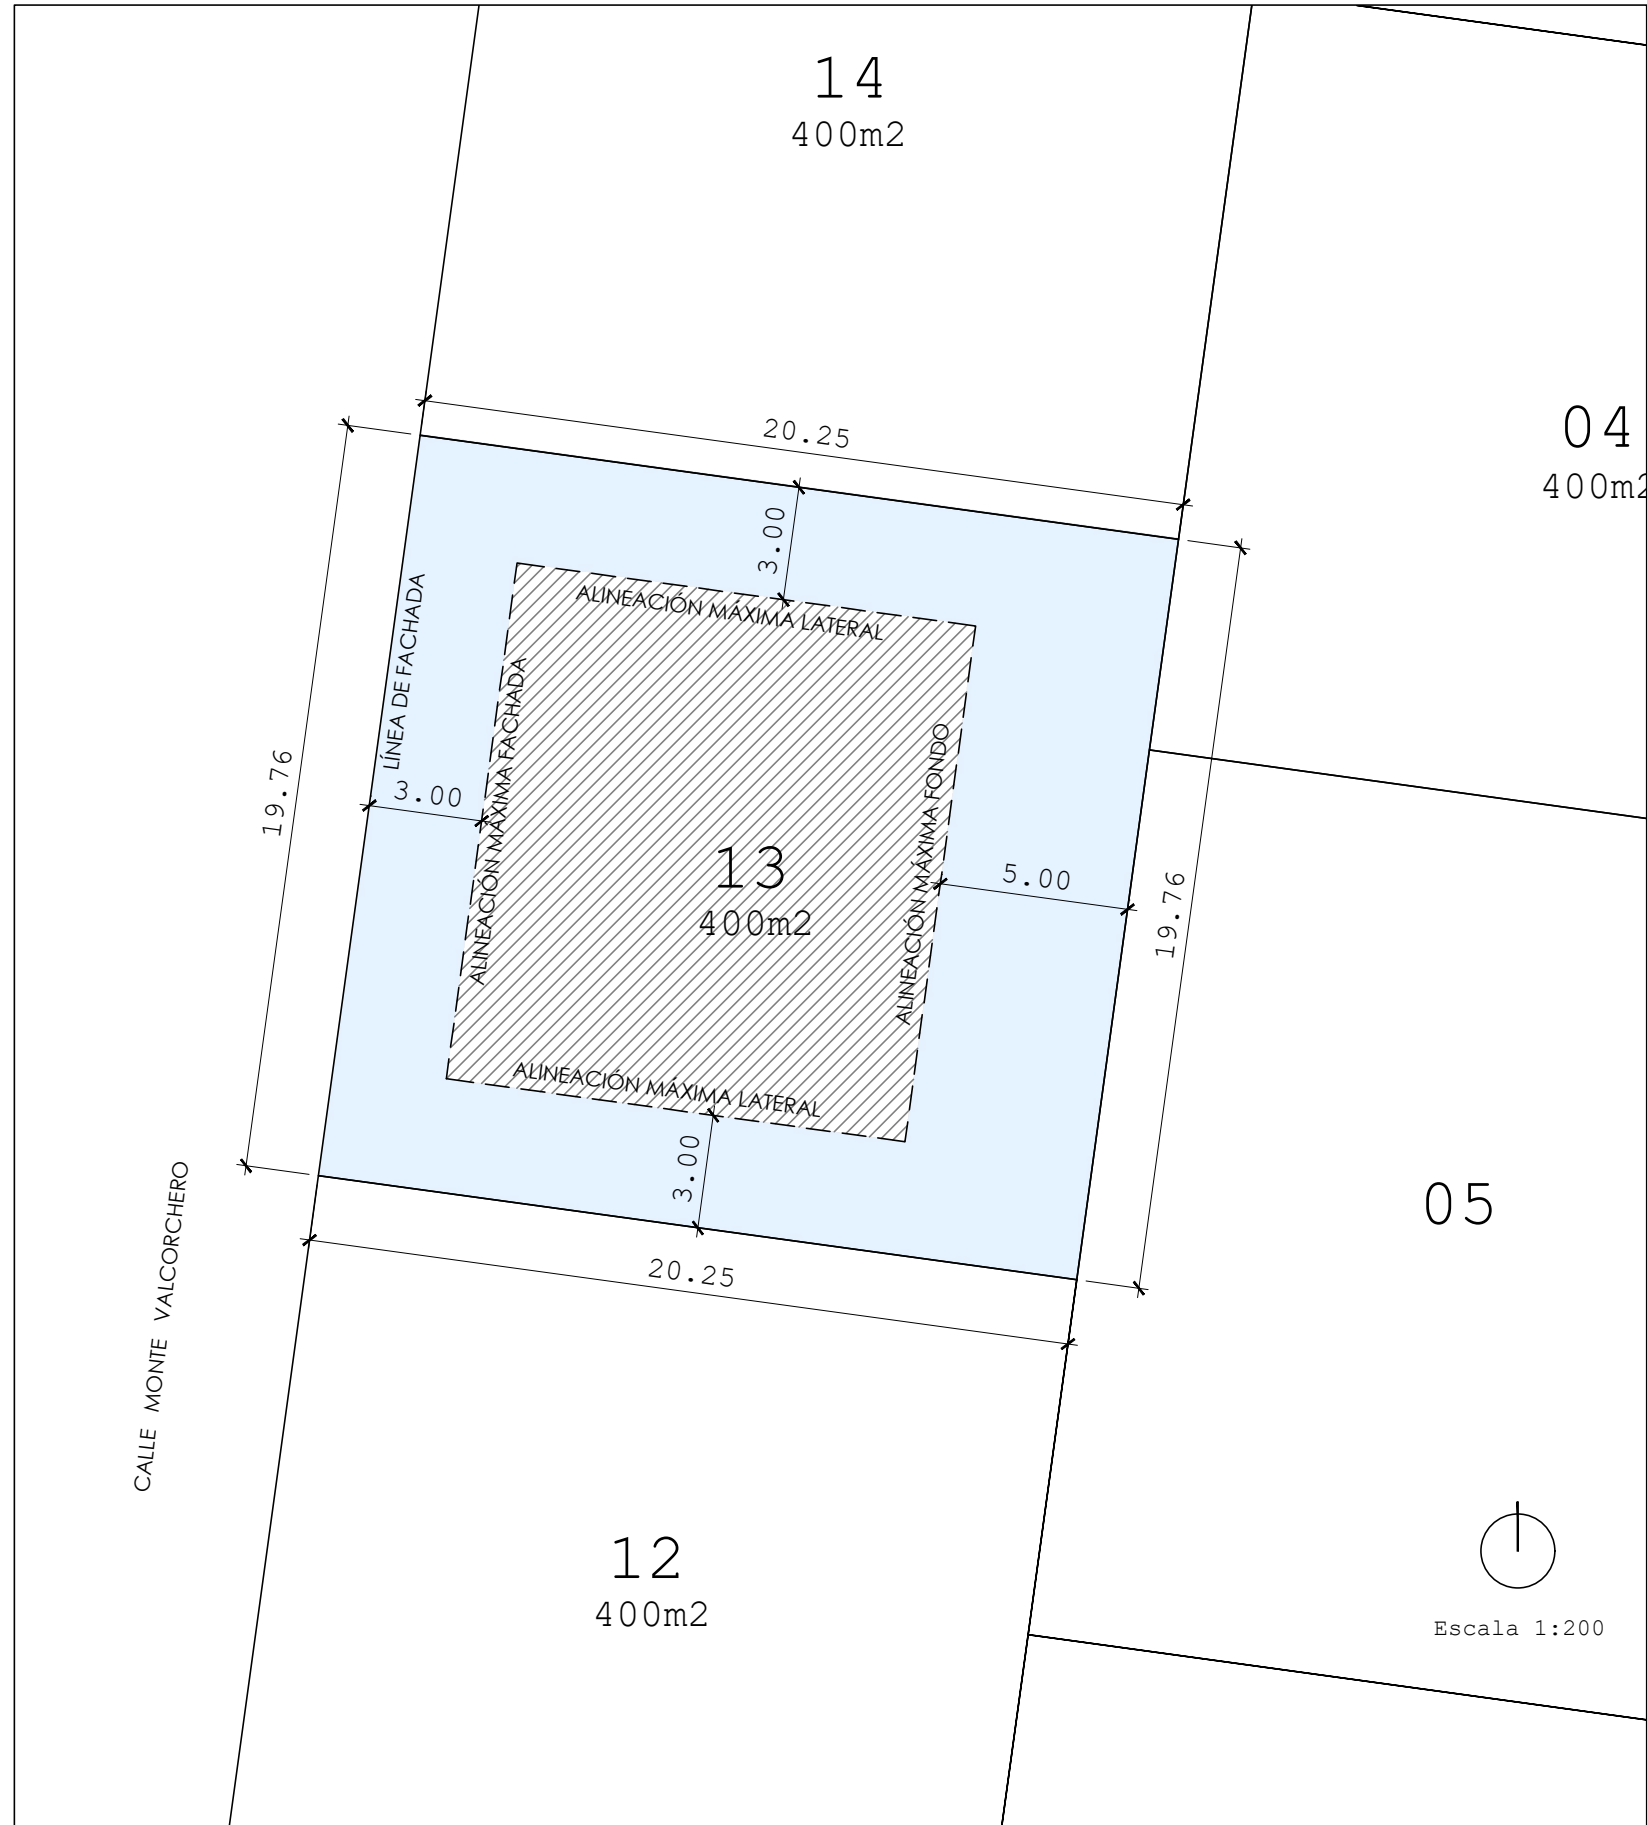 14
400m2
04
400m2
20.25
3.00
ALINEACIÓN MÁXIMA LATERAL
LÍNEA DE FACHADA
ALINEACIÓN MÁXIMA FACHADA
19.76
3.00
ALINEACIÓN MÁXIMA FONDO
13
400m2
5.00
19.76
ALINEACIÓN MÁXIMA LATERAL
3.00
20.25
05
CALLE MONTE VALCORCHERO
12
400m2
Escala 1:200